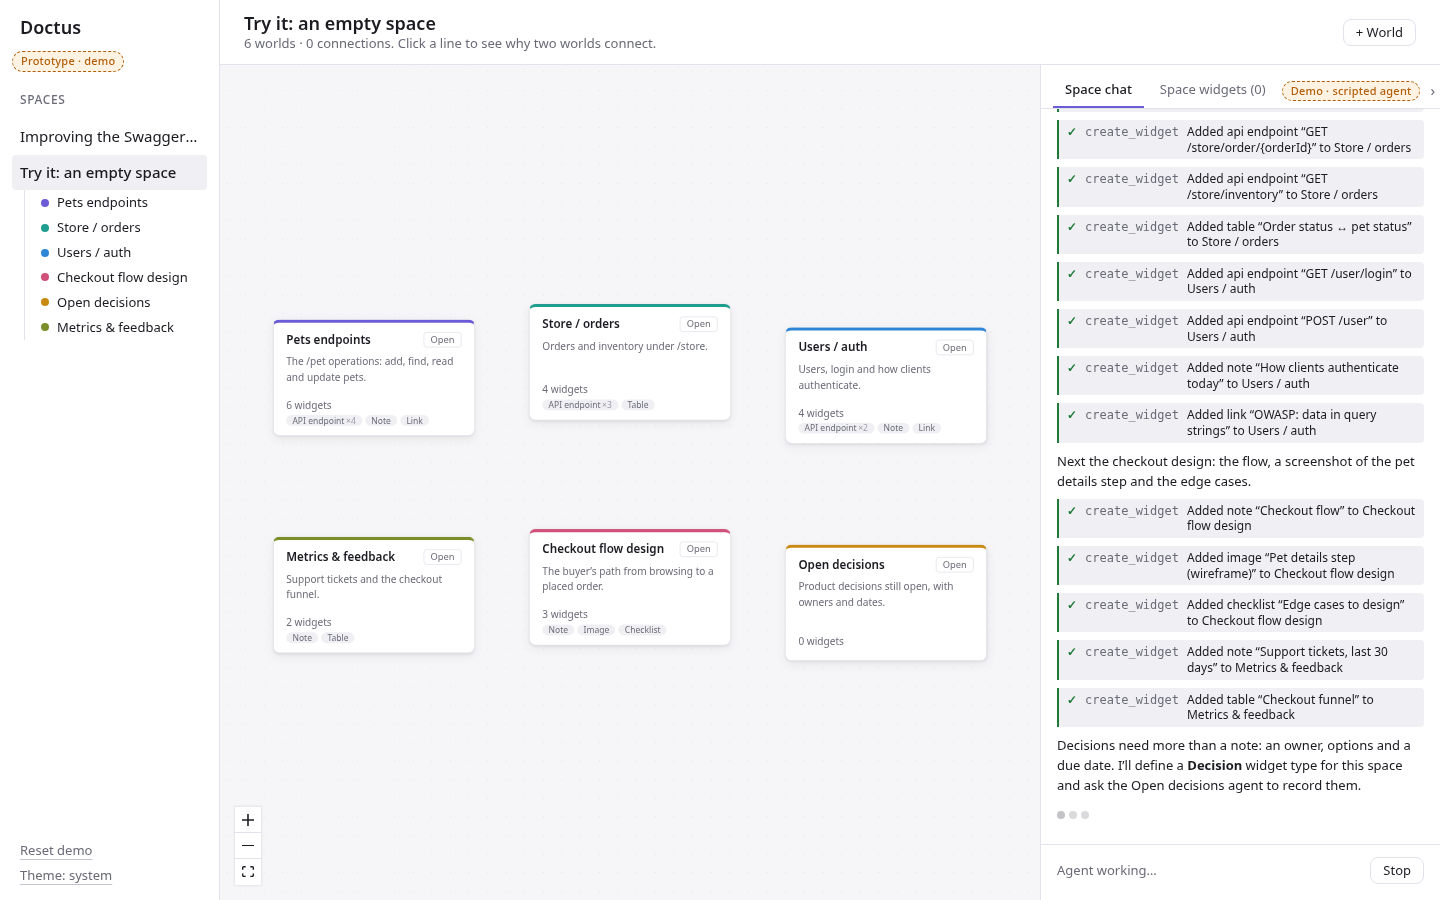 Doctus
Prototype · demo
SPACES
Improving the Swagger...
Try it: an empty space
Pets endpoints
Store / orders
Users / auth
Checkout flow design
Open decisions
Metrics & feedback
Reset demo
Theme: system
Try it: an empty space
6 worlds · 0 connections. Click a line to see why two worlds connect.
+ World
Pets endpoints
Open
The /pet operations: add, find, read
and update pets.
6 widgets
API endpoint ×4
Note
Link
Store / orders
Open
Orders and inventory under /store.
4 widgets
API endpoint ×3
Table
Users / auth
Open
Users, login and how clients
authenticate.
4 widgets
API endpoint ×2
Note
Link
Metrics & feedback
Open
Support tickets and the checkout
funnel.
2 widgets
Note
Table
Checkout flow design
Open
The buyer’s path from browsing to a
placed order.
3 widgets
Note
Image
Checklist
Open decisions
Open
Product decisions still open, with
owners and dates.
0 widgets
Space chat
Space widgets (0)
Demo · scripted agent
✓ create_widget Added api endpoint “GET
/store/order/{orderId}” to Store / orders
✓ create_widget Added api endpoint “GET
/store/inventory” to Store / orders
✓ create_widget Added table “Order status ↔ pet status”
to Store / orders
✓ create_widget Added api endpoint “GET /user/login” to
Users / auth
✓ create_widget Added api endpoint “POST /user” to
Users / auth
✓ create_widget Added note “How clients authenticate
today” to Users / auth
✓ create_widget Added link “OWASP: data in query
strings” to Users / auth
Next the checkout design: the flow, a screenshot of the pet
details step and the edge cases.
✓ create_widget Added note “Checkout flow” to Checkout
flow design
✓ create_widget Added image “Pet details step
(wireframe)” to Checkout flow design
✓ create_widget Added checklist “Edge cases to design”
to Checkout flow design
✓ create_widget Added note “Support tickets, last 30
days” to Metrics & feedback
✓ create_widget Added table “Checkout funnel” to
Metrics & feedback
Decisions need more than a note: an owner, options and a
due date. I’ll define a Decision widget type for this space
and ask the Open decisions agent to record them.
Agent working...
Stop